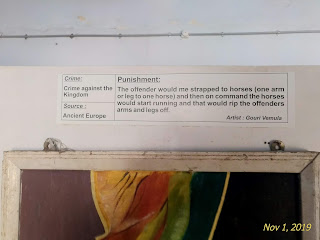 Crime:
Crime against the
Kingdom
Source :
Ancient Europe
Punishment:
The offender would me strapped to horses (one arm
or leg to one horse) and then on command the horses
would start running and that would rip the offenders
arms and legs off.
Artist : Gouri Vemula
Nov 1, 2019